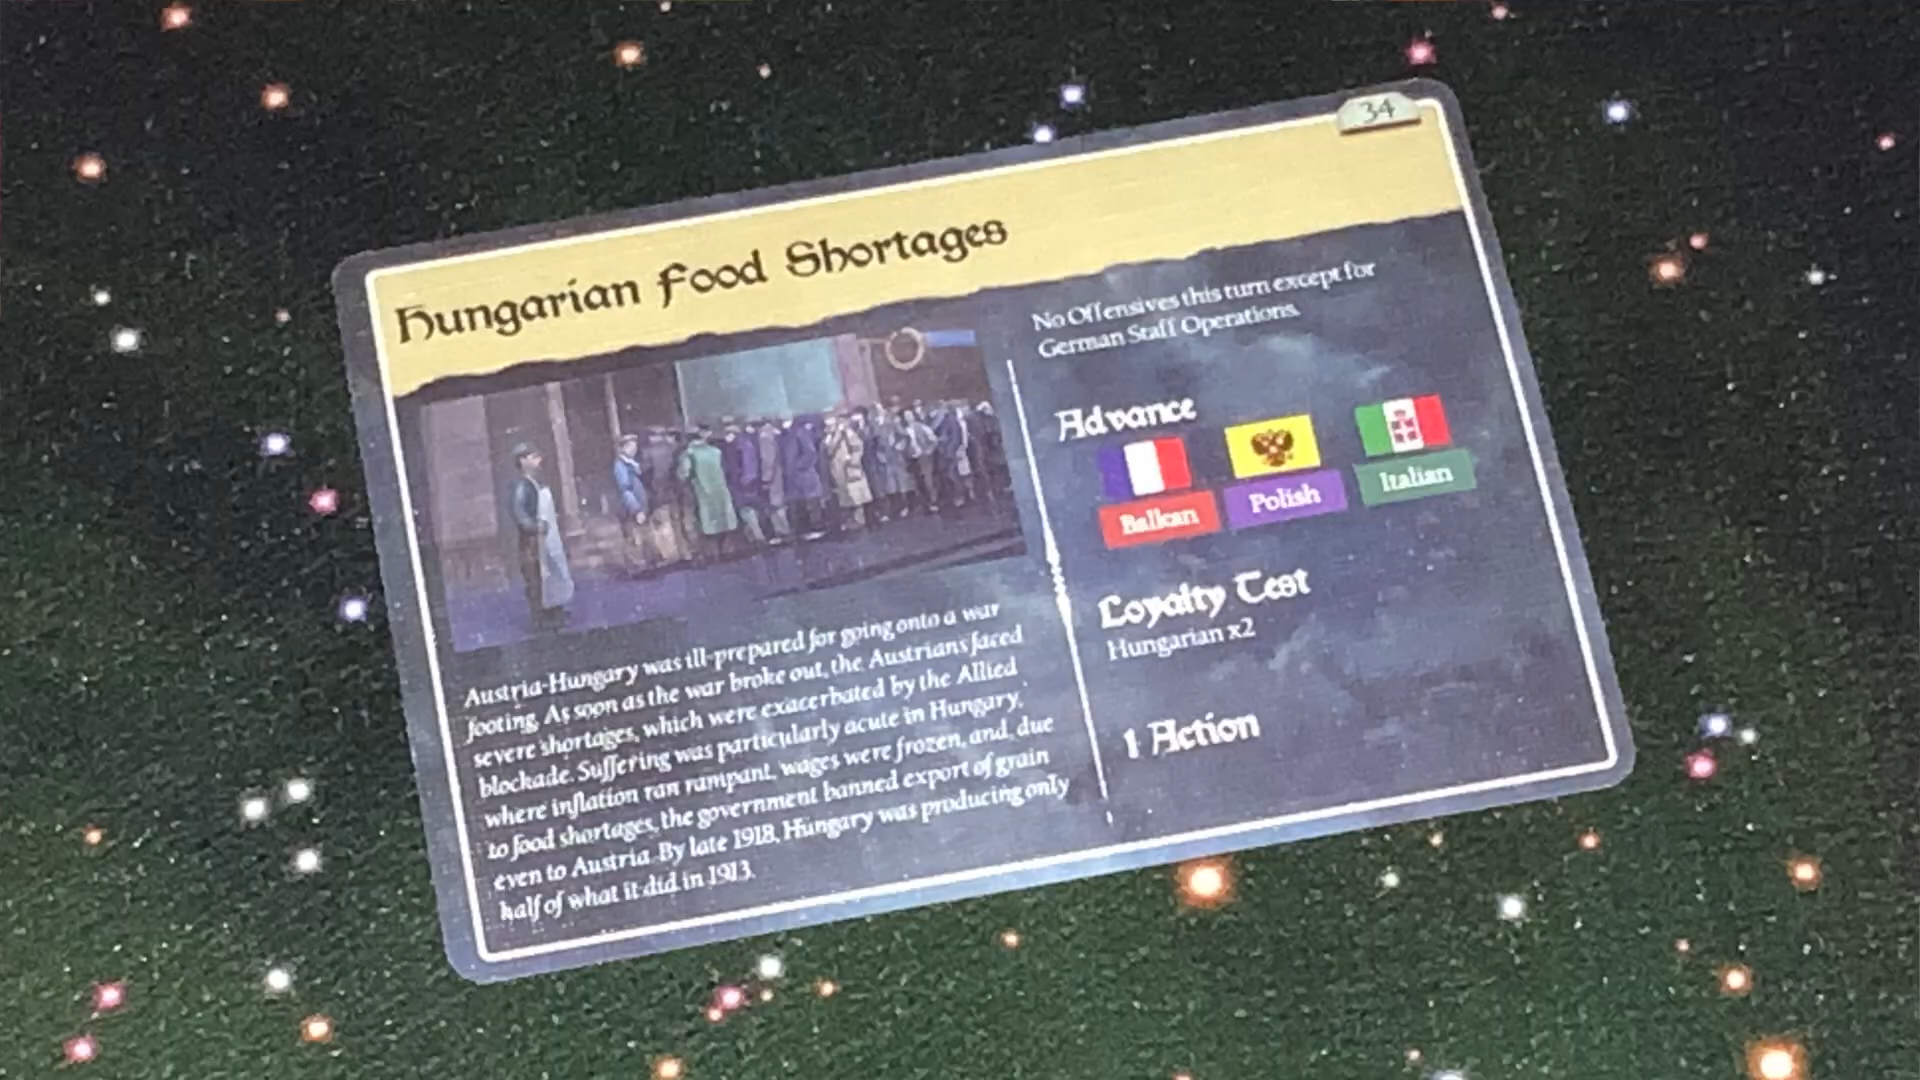 34
Hungarian Food Shortages
Austria-Hungary was ill-prepared for going onto a war
footing. As soon as the war broke out, the Austrians faced
severe shortages, which were exacerbated by the Allied
blockade. Suffering was particularly acute in Hungary,
where inflation ran rampant, wages were frozen, and, due
to food shortages, the government banned export of grain
even to Austria. By late 1918, Hungary was producing only
half of what it did in 1913.
No Offensives this turn except for
German Staff Operations.
Advance
Balkan Polish Italian
Loyalty Test
Hungarian x2
1 Action